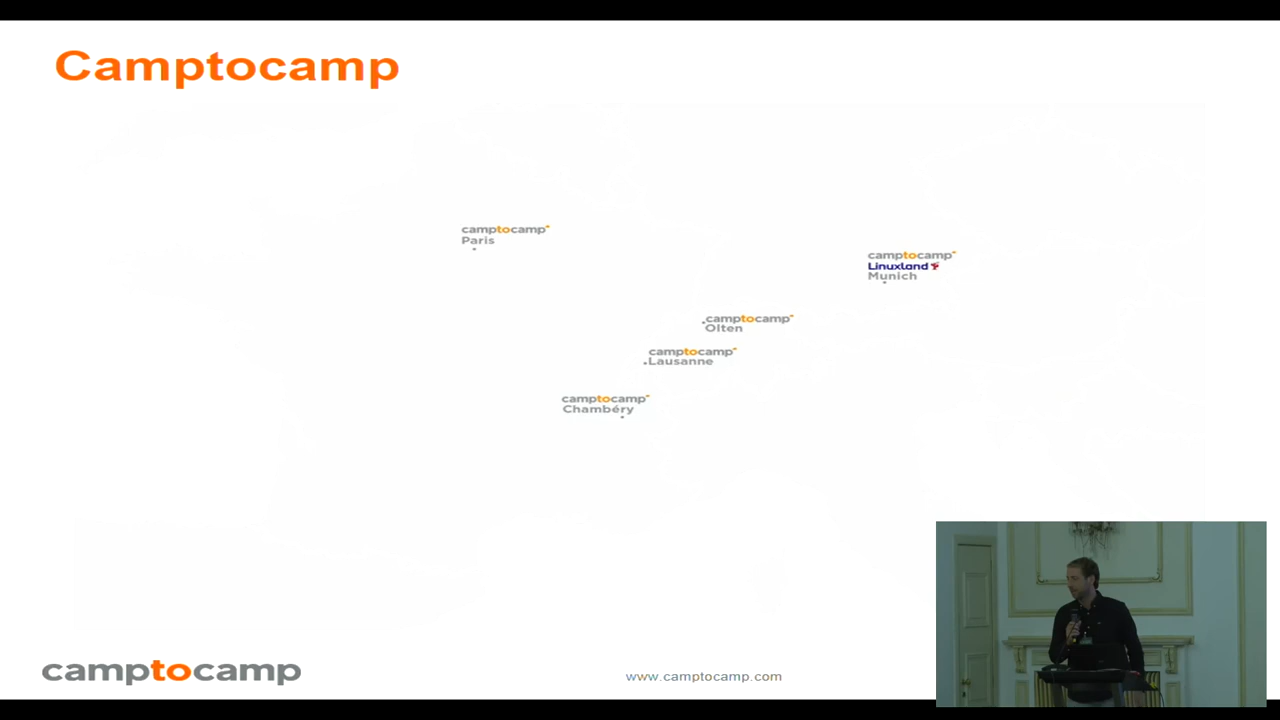 Camptocamp
camptocamp
Paris
camptocamp
Linuxland
Munich
camptocamp
Olten
camptocamp
Lausanne
camptocamp
Chambéry
camptocamp
www.camptocamp.com